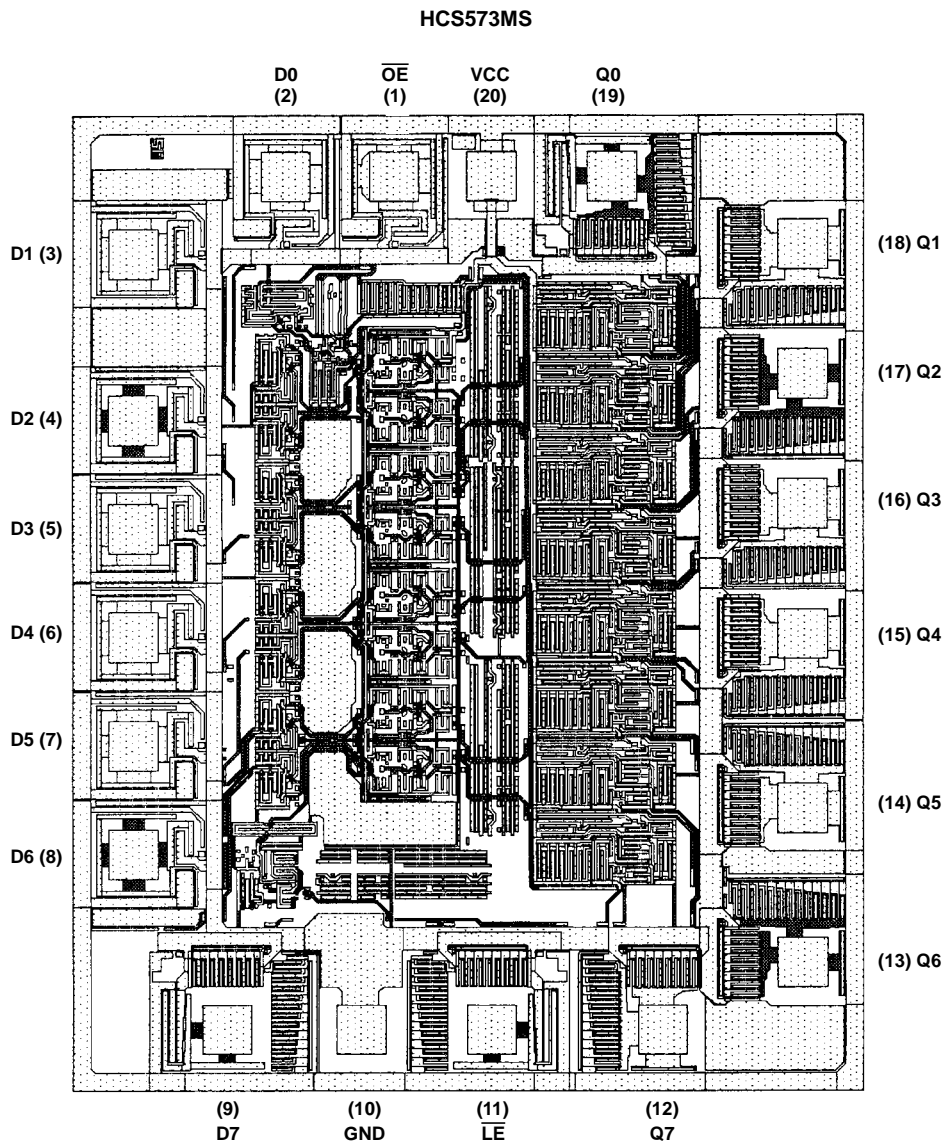 HCS573MS
D0
(2)
O̅E̅
(1)
VCC
(20)
Q0
(19)
D1 (3)
(18) Q1
(17) Q2
D2 (4)
(16) Q3
D3 (5)
D4 (6)
(15) Q4
D5 (7)
(14) Q5
D6 (8)
(13) Q6
(9)
D7
(10)
GND
(11)
L̅E̅
(12)
Q7